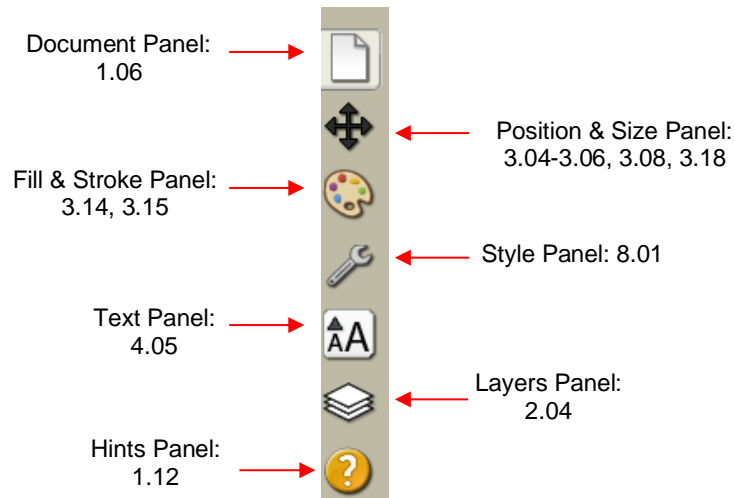 Document Panel:
1.06
Position & Size Panel:
3.04-3.06, 3.08, 3.18
Fill & Stroke Panel:
3.14, 3.15
Style Panel: 8.01
Text Panel:
4.05
AA
Layers Panel:
2.04
Hints Panel:
1.12
?